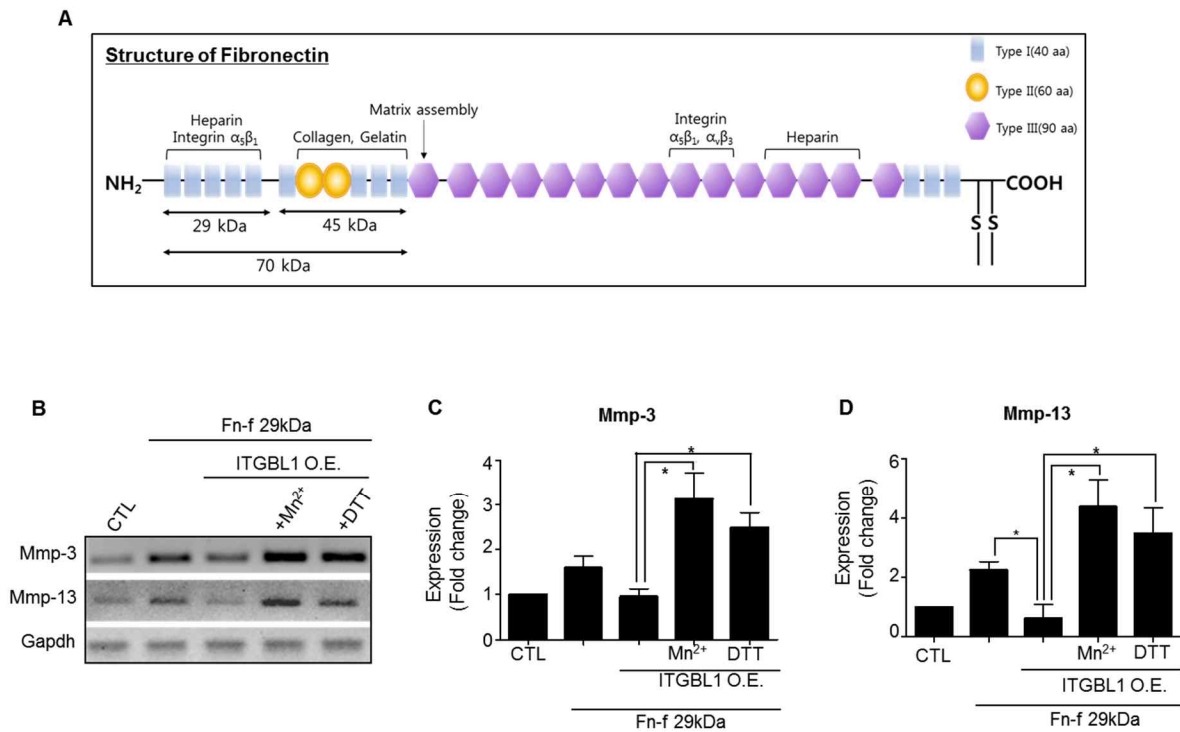 A
Structure of Fibronectin
Type I(40 aa)
Type II(60 aa)
Type III(90 aa)
Heparin
Integrin α₅β₁
Collagen, Gelatin
Matrix assembly
Integrin
α₅β₁, αᵥβ₃
Heparin
NH₂
COOH
S S
29 kDa
45 kDa
70 kDa
B
Fn-f 29kDa
ITGBL1 O.E.
CTL
+Mn²⁺
+DTT
Mmp-3
Mmp-13
Gapdh
C
Mmp-3
Expression
(Fold change)
4
3
2
1
0
*
*
CTL
Mn²⁺
DTT
ITGBL1 O.E.
Fn-f 29kDa
D
Mmp-13
Expression
(Fold change)
6
4
2
0
*
*
*
CTL
Mn²⁺
DTT
ITGBL1 O.E.
Fn-f 29kDa